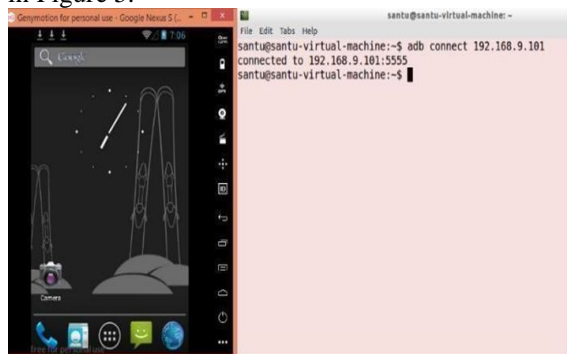 in Figure 3.
Genymotion for personal use - Google Nexus S (..
7:06
Google
Camera
free for personal use
santu@santu-virtual-machine: ~
File Edit Tabs Help
santu@santu-virtual-machine:~$ adb connect 192.168.9.101
connected to 192.168.9.101:5555
santu@santu-virtual-machine:~$